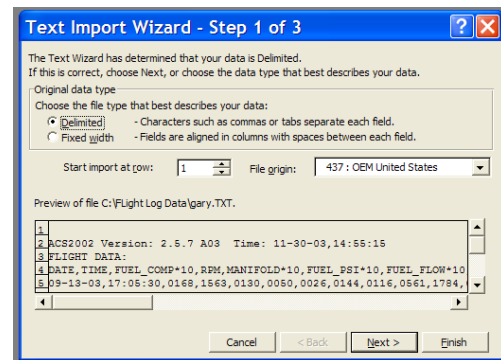 Text Import Wizard - Step 1 of 3
The Text Wizard has determined that your data is Delimited.
If this is correct, choose Next, or choose the data type that best describes your data.
Original data type
Choose the file type that best describes your data:
Delimited - Characters such as commas or tabs separate each field.
Fixed width - Fields are aligned in columns with spaces between each field.
Start import at row: 1 File origin: 437 : OEM United States
Preview of file C:\FLight Log Data\gary.TXT.
1
2 ACS2002 Version: 2.5.7 A03 Time: 11-30-03,14:55:15
3 FLIGHT DATA:
4 DATE,TIME,FUEL_COMP*10,RPM,MANIFOLD*10,FUEL_PSI*10,FUEL_FLOW*10
5 09-13-03,17:05:30,0168,1563,0130,0050,0026,0144,0116,0561,1784,
Cancel < Back Next > Finish